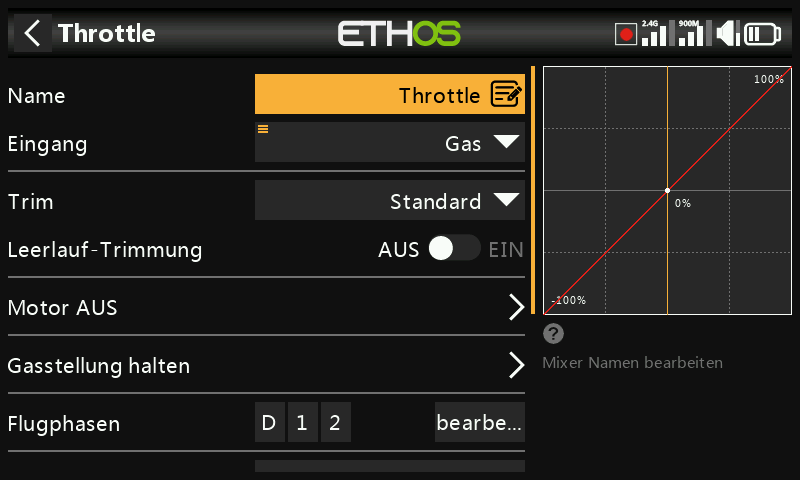 Throttle
ETHOS
2.4G
900M
Name
Throttle
Eingang
Gas
Trim
Standard
Leerlauf-Trimmung
AUS
EIN
Motor AUS
Gasstellung halten
Flugphasen
D 1 2
bearbe...
100%
0%
-100%
?
Mixer Namen bearbeiten